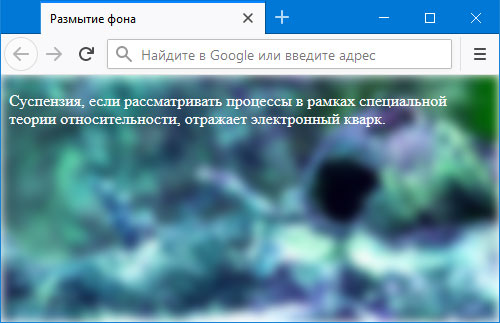 Размытие фона
Найдите в Google или введите адрес
Суспензия, если рассматривать процессы в рамках специальной
теории относительности, отражает электронный кварк.